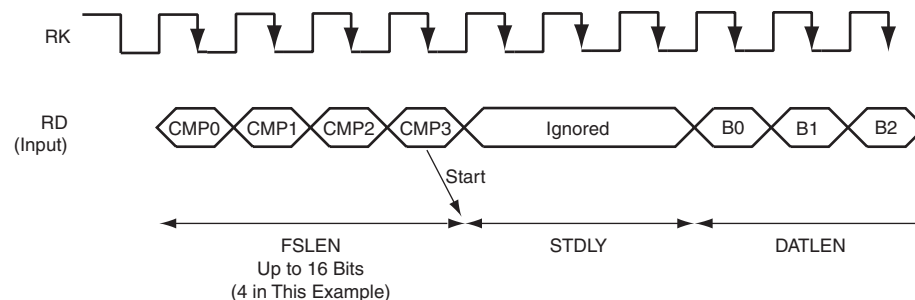 RK
RD
(Input)
CMP0 CMP1 CMP2 CMP3 Ignored B0 B1 B2
Start
FSLEN
Up to 16 Bits
(4 in This Example)
STDLY
DATLEN